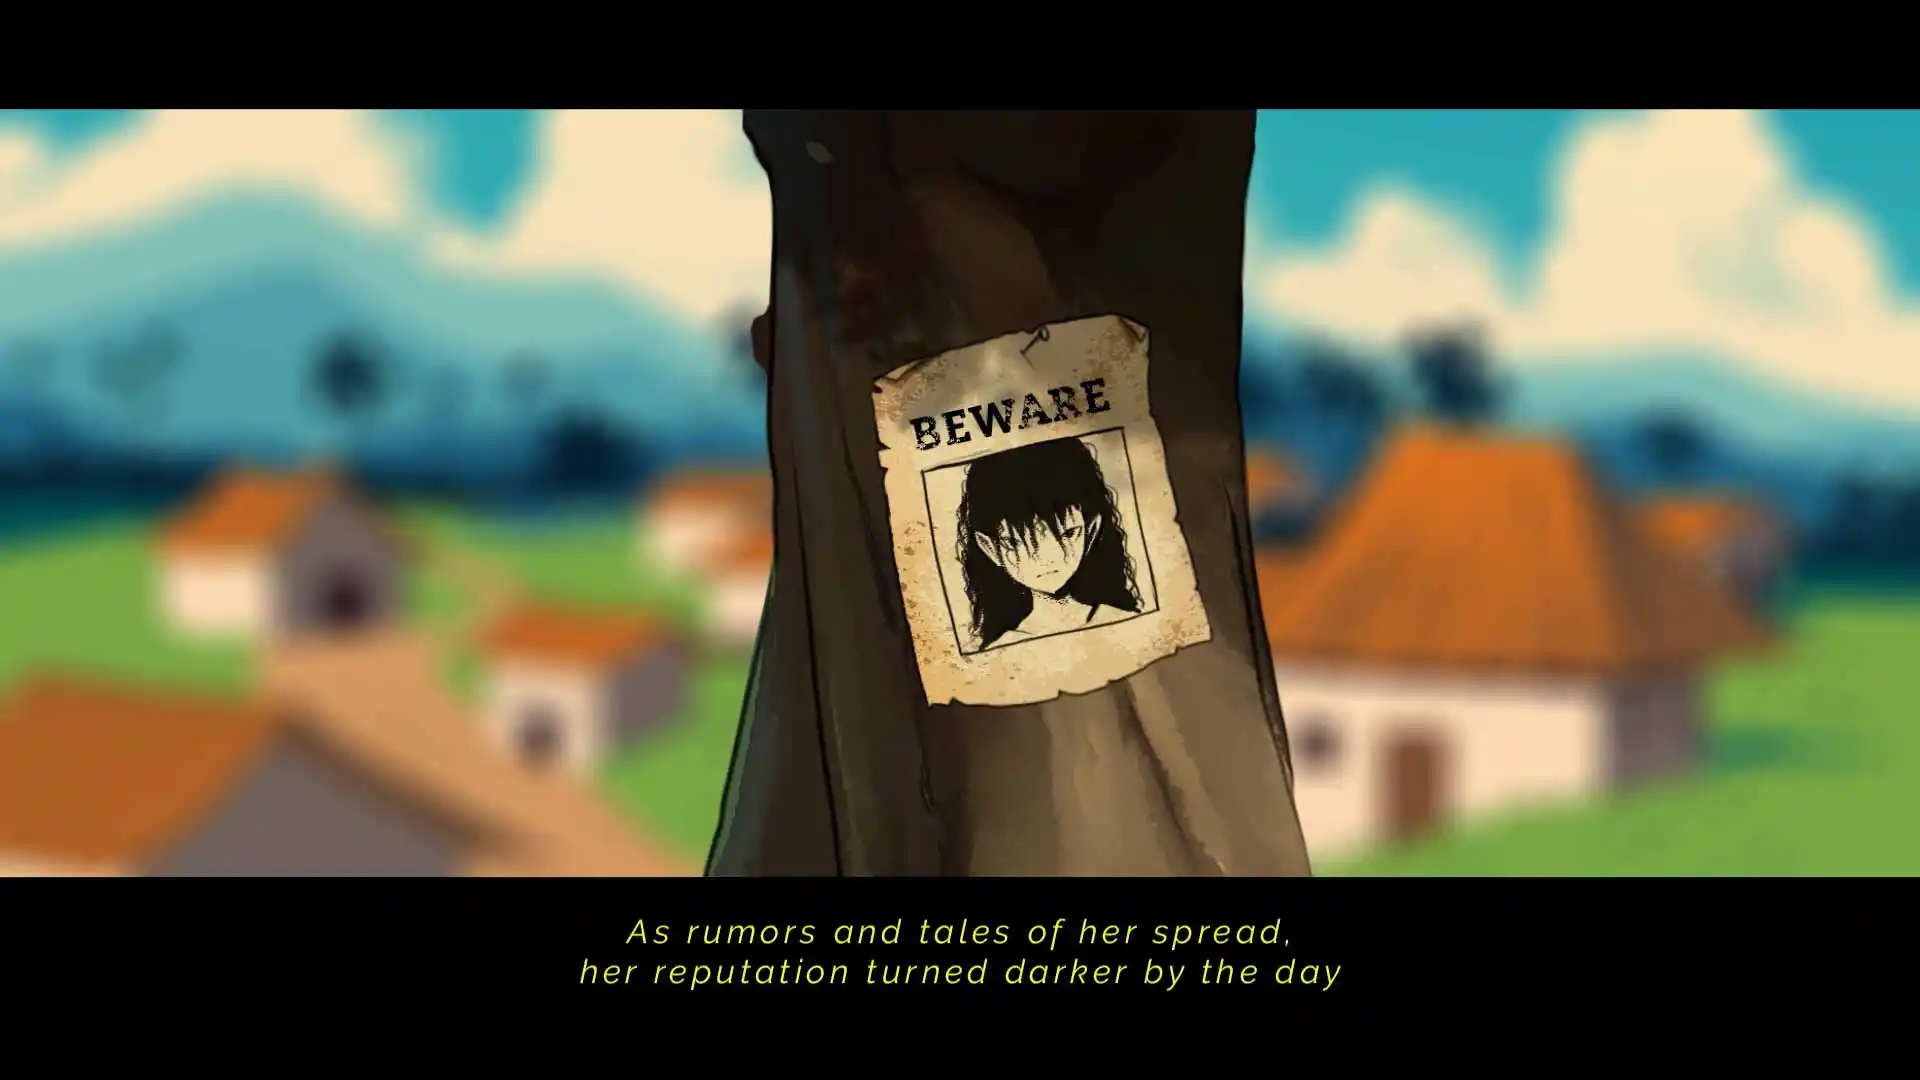 BEWARE
As rumors and tales of her spread,
her reputation turned darker by the day